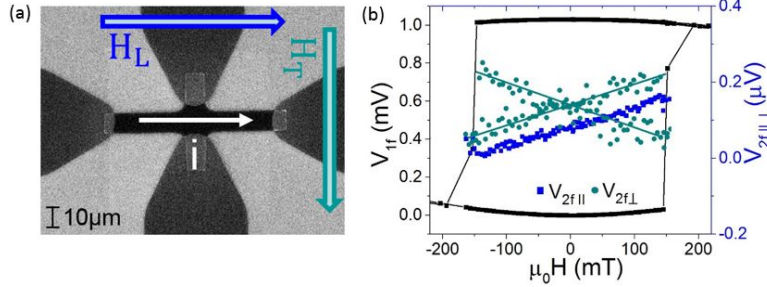 (a)
H_L
H_T
i
10μm
(b)
V_1f (mV)
1.0
0.8
0.6
0.4
0.2
0.0
-200 -100 0 100 200
μ₀H (mT)
V_2f|| V_2f⊥
0.4
0.2
0.0
-0.2
V_2f||,⊥ (μV)